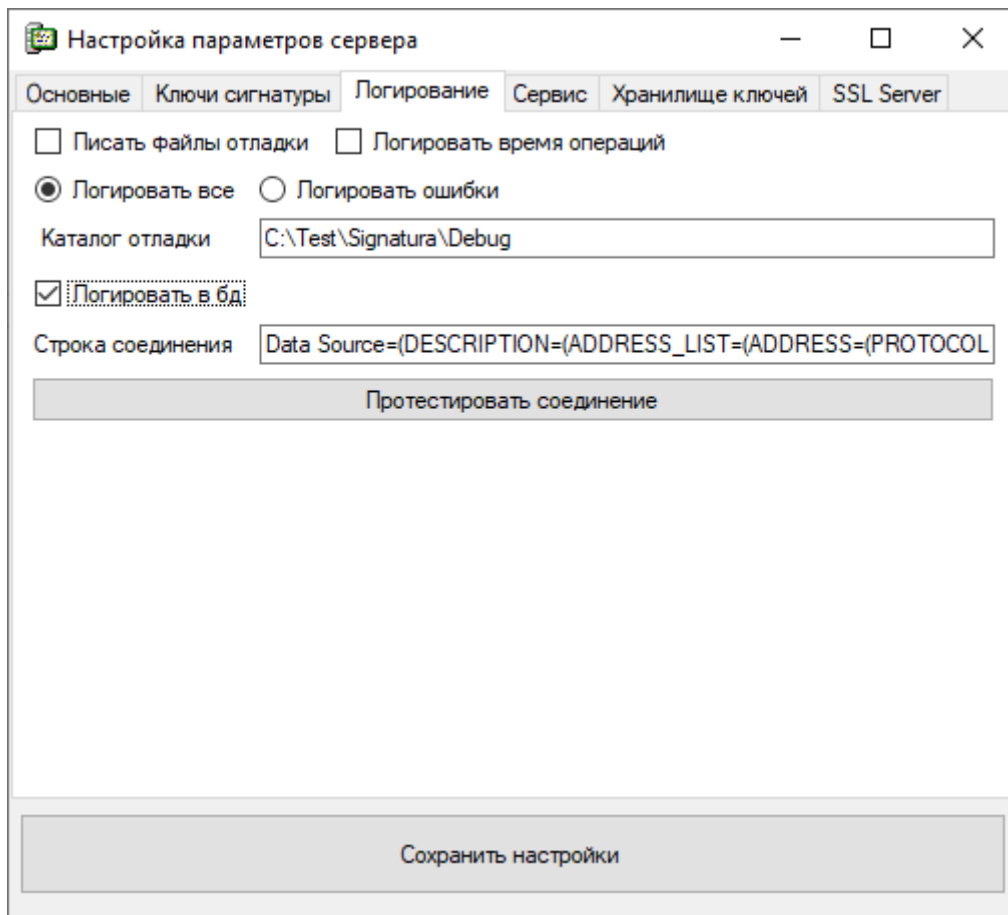 Настройка параметров сервера
Основные Ключи сигнатуры Логирование Сервис Хранилище ключей SSL Server
Писать файлы отладки Логировать время операций
Логировать все Логировать ошибки
Каталог отладки C:\Test\Signatura\Debug
Логировать в бд
Строка соединения Data Source=(DESCRIPTION=(ADDRESS_LIST=(ADDRESS=(PROTOCOL
Протестировать соединение
Сохранить настройки